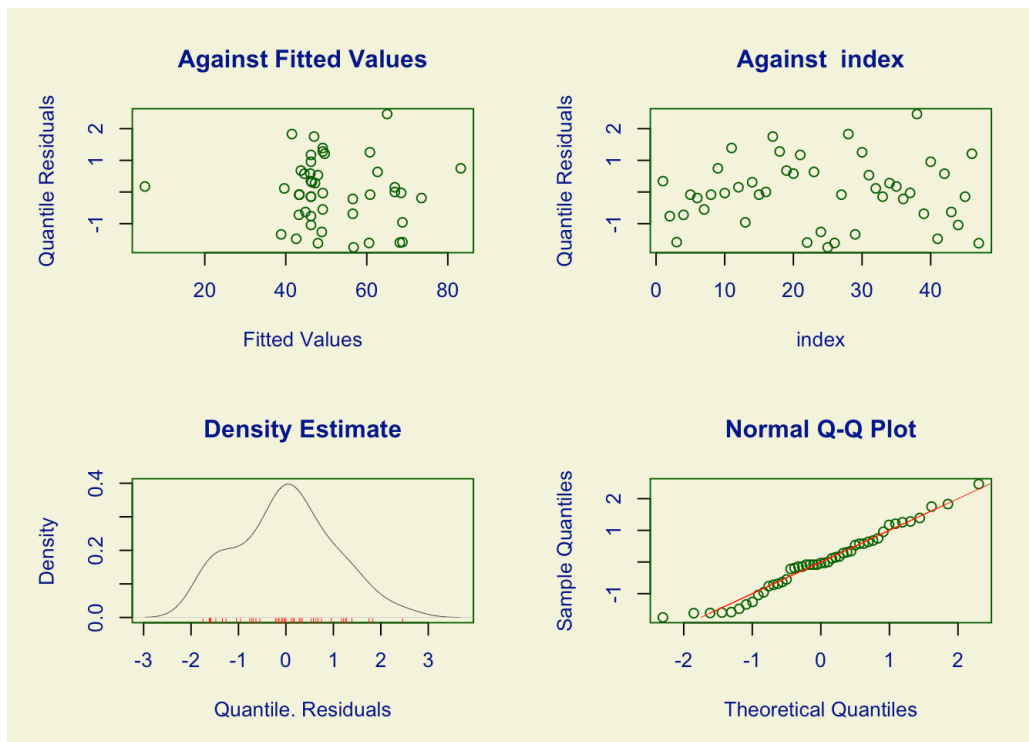 Against Fitted Values
Quantile Residuals
-1 1 2
20 40 60 80
Fitted Values
Against index
Quantile Residuals
-1 1 2
0 10 20 30 40
index
Density Estimate
Density
0.0 0.2 0.4
-3 -2 -1 0 1 2 3
Quantile. Residuals
Normal Q-Q Plot
Sample Quantiles
-1 1 2
-2 -1 0 1 2
Theoretical Quantiles